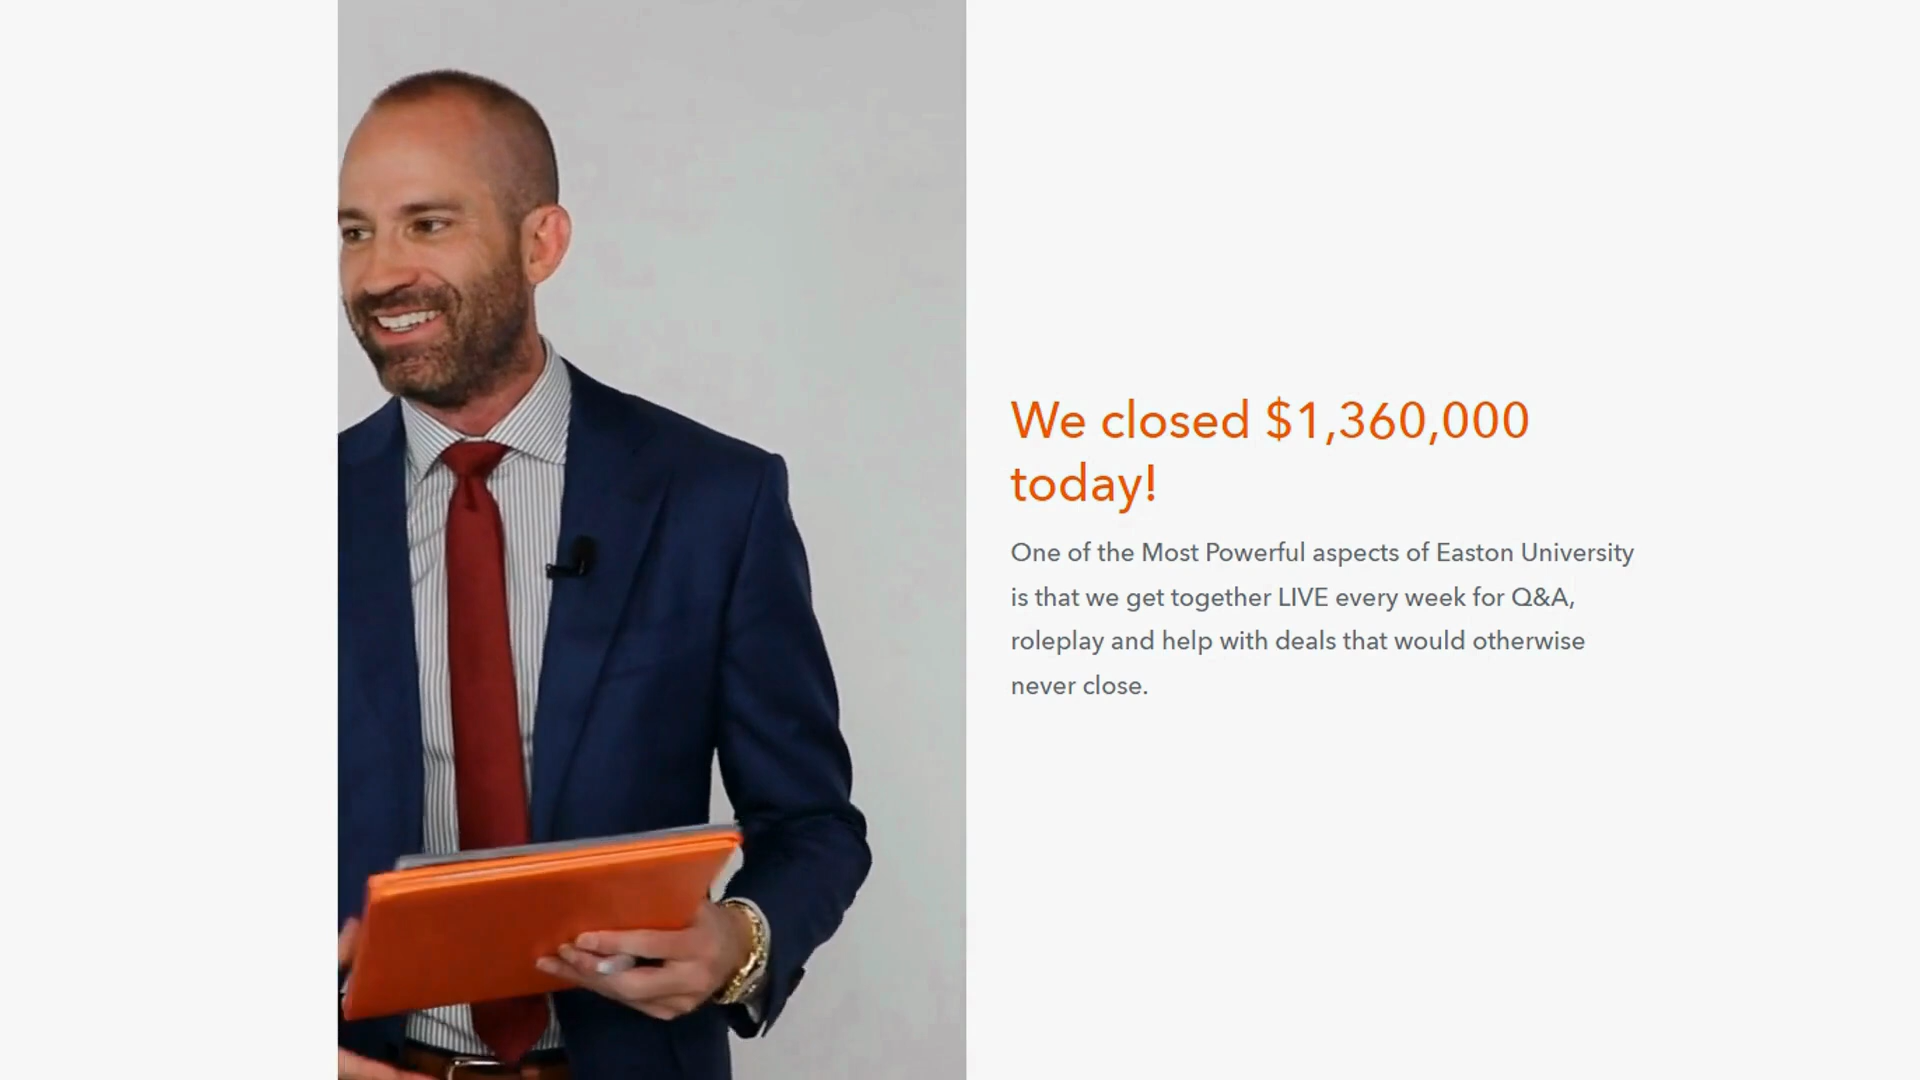 We closed $1,360,000
today!
One of the Most Powerful aspects of Easton University
is that we get together LIVE every week for Q&A,
roleplay and help with deals that would otherwise
never close.